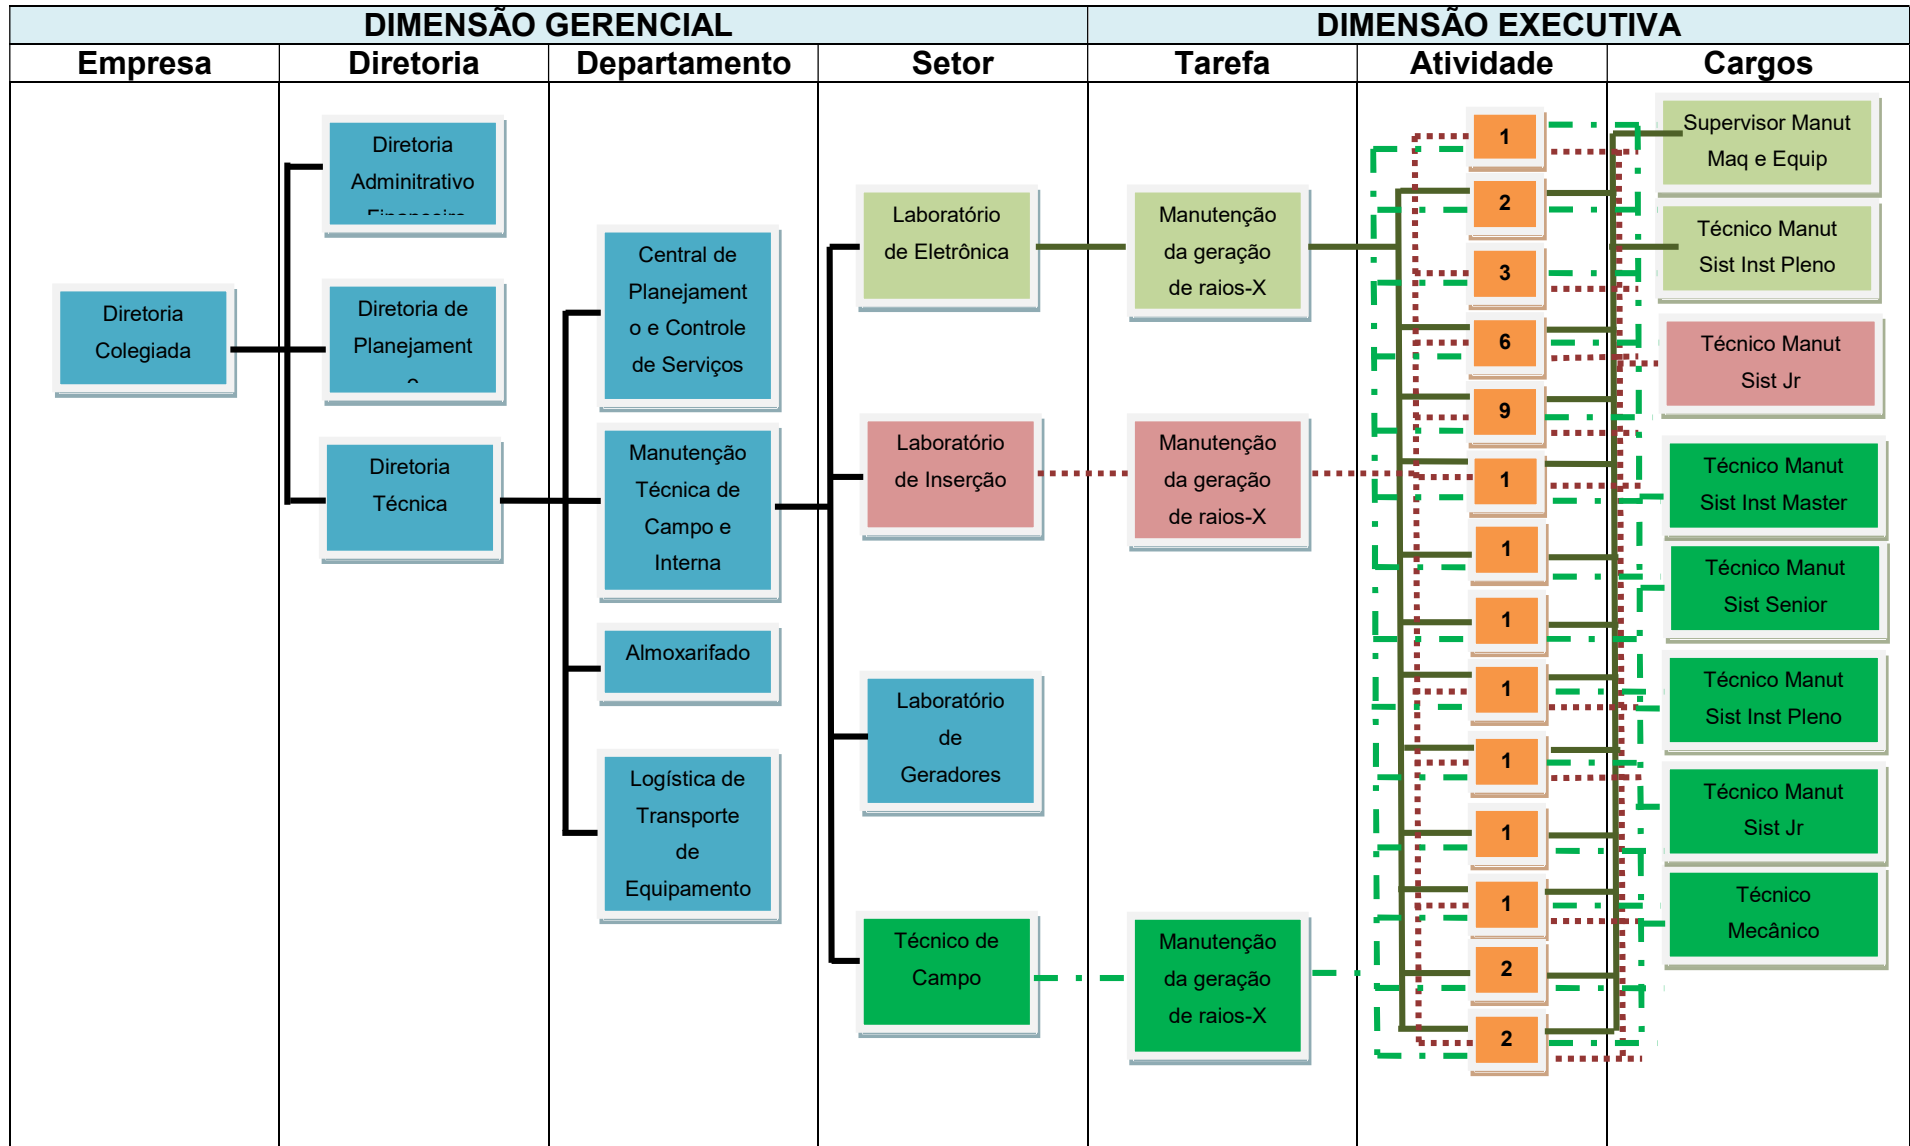 DIMENSÃO GERENCIAL
DIMENSÃO EXECUTIVA
Empresa
Diretoria
Departamento
Setor
Tarefa
Atividade
Cargos
Diretoria
Colegiada
Diretoria
Adminitrativo
Financeira
Diretoria de
Planejament
o
Diretoria
Técnica
Central de
Planejament
o e Controle
de Serviços
Manutenção
Técnica de
Campo e
Interna
Almoxarifado
Logística de
Transporte
de
Equipamento
Laboratório
de Eletrônica
Laboratório
de Inserção
Laboratório
de
Geradores
Técnico de
Campo
Manutenção
da geração
de raios-X
Manutenção
da geração
de raios-X
Manutenção
da geração
de raios-X
1
2
3
6
9
1
1
1
1
1
1
1
2
2
Supervisor Manut
Maq e Equip
Técnico Manut
Sist Inst Pleno
Técnico Manut
Sist Jr
Técnico Manut
Sist Inst Master
Técnico Manut
Sist Senior
Técnico Manut
Sist Inst Pleno
Técnico Manut
Sist Jr
Técnico
Mecânico